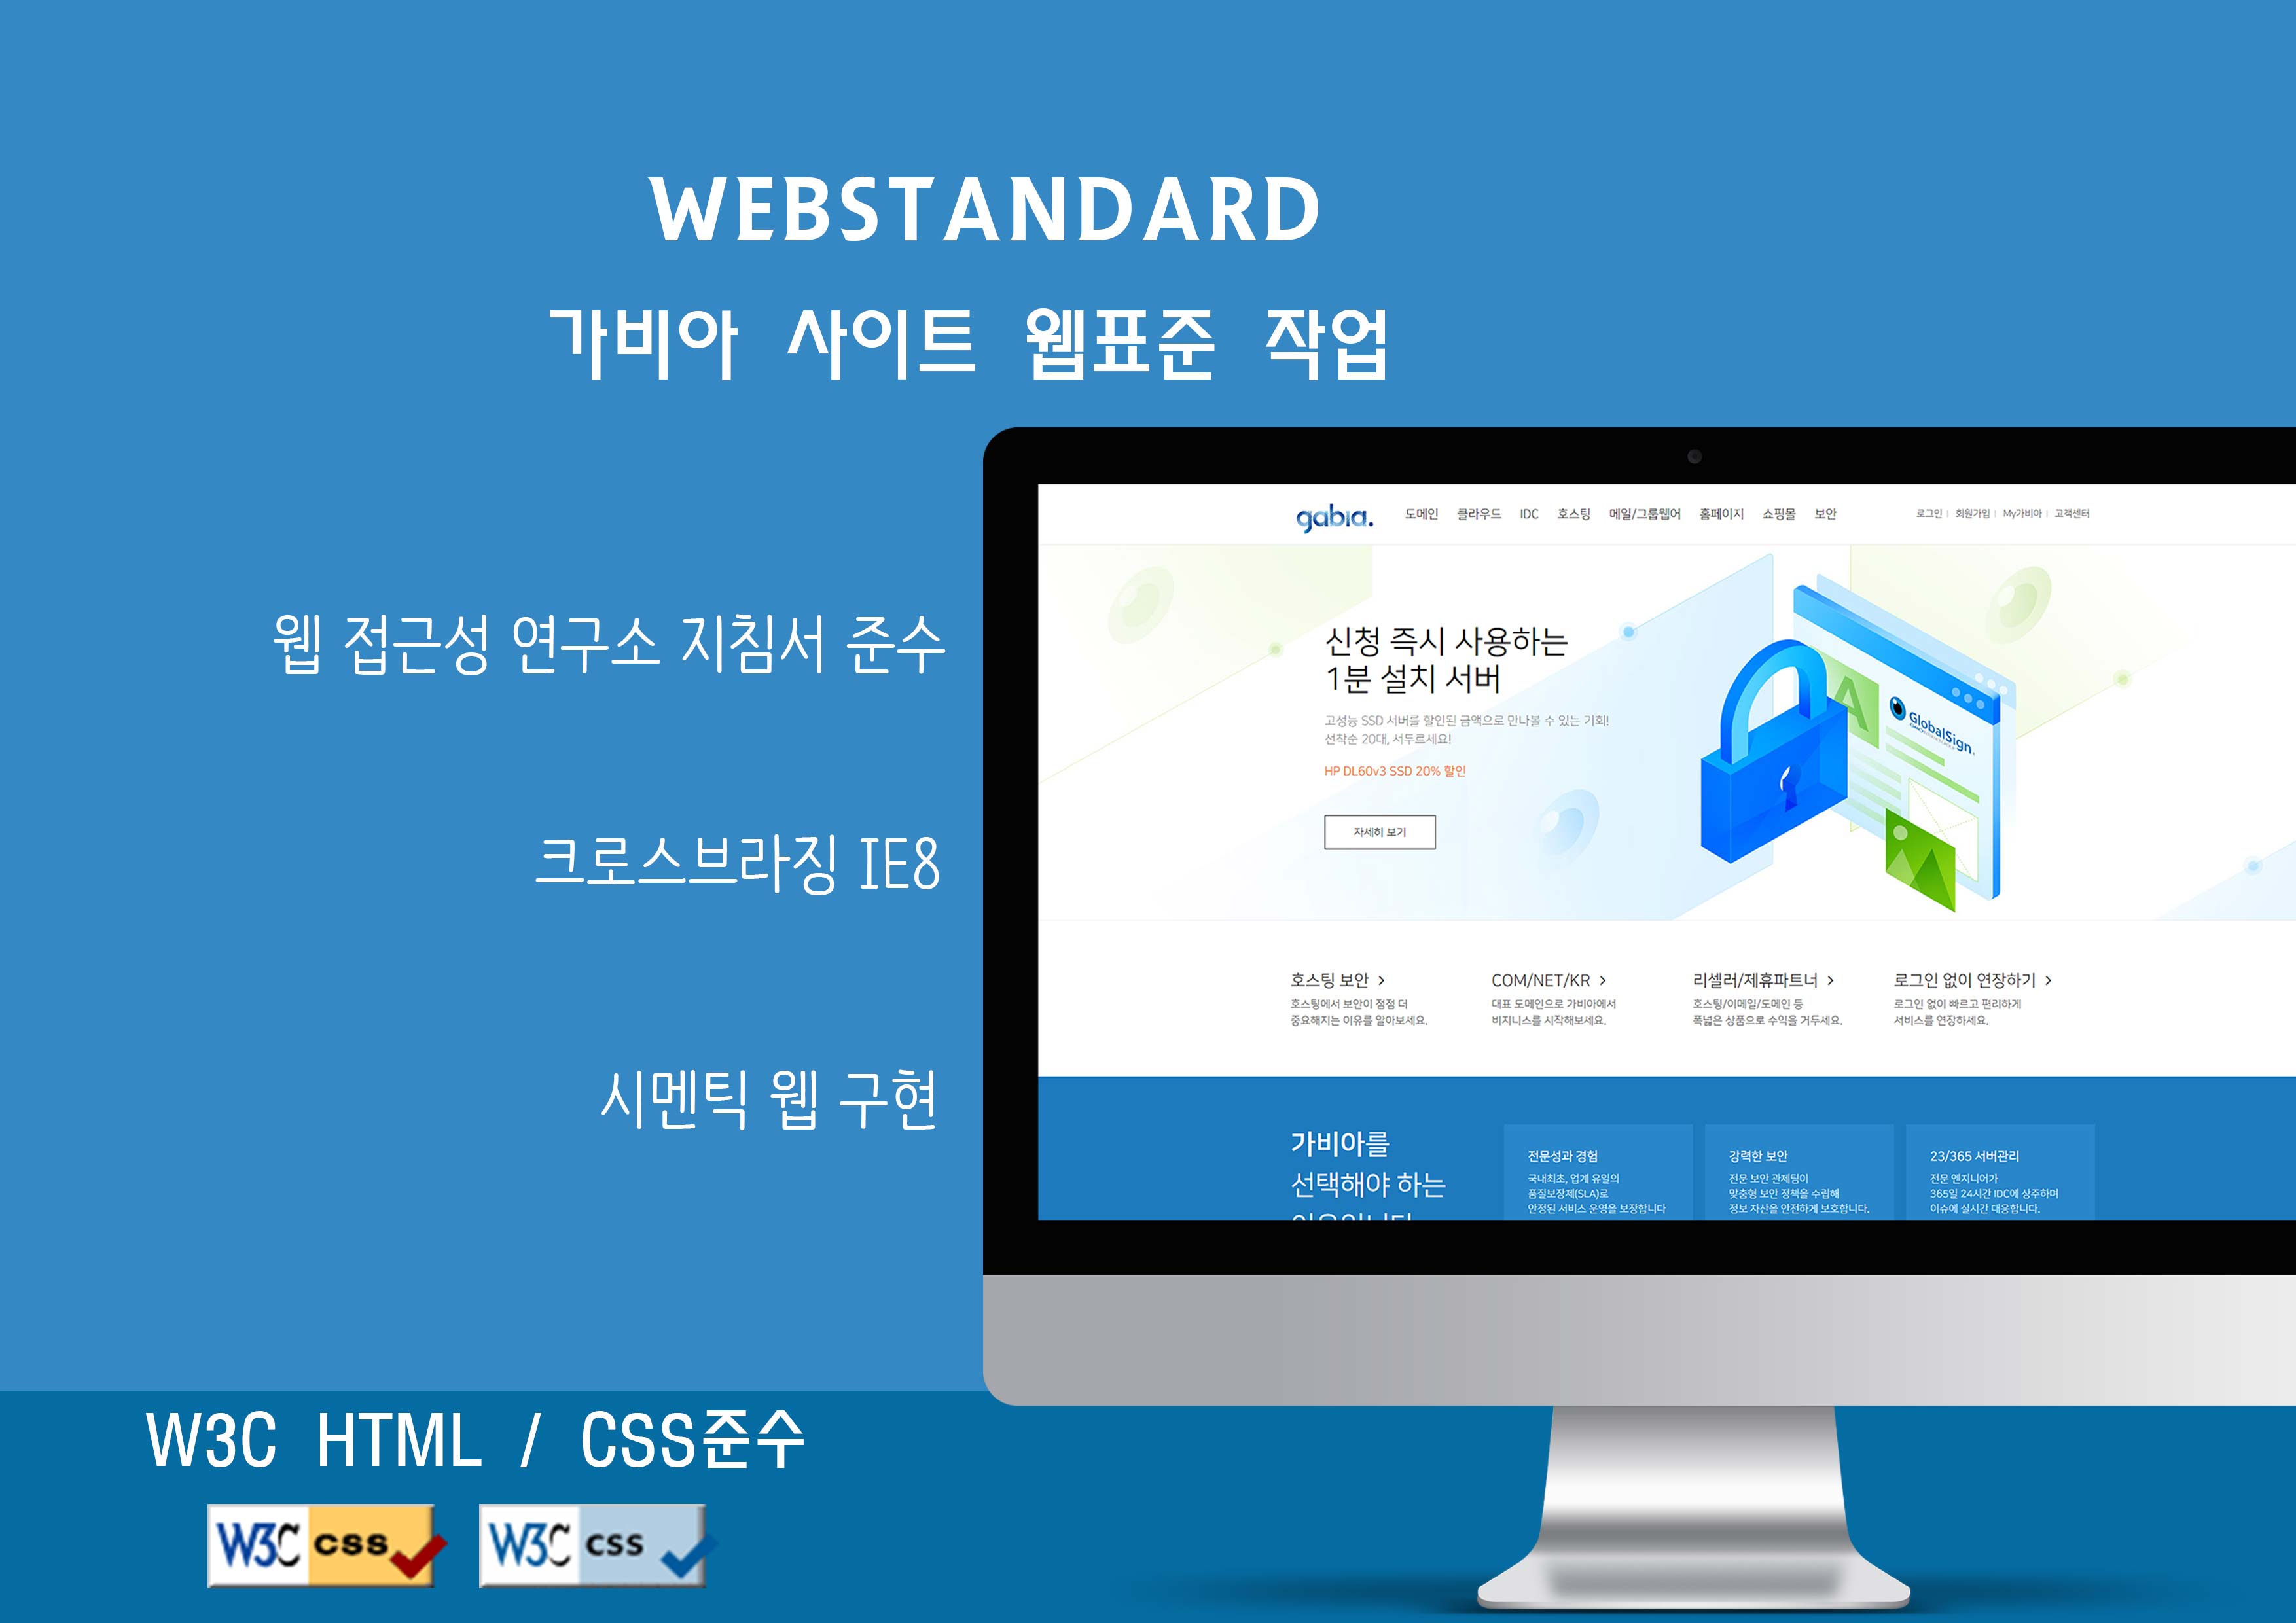 WEBSTANDARD
가비아 사이트 웹표준 작업
웹 접근성 연구소 지침서 준수
크로스브라징 IE8
시멘틱 웹 구현
gabia. 도메인 클라우드 IDC 호스팅 메일/그룹웹어 홈페이지 쇼핑몰 보안 로그인 | 회원가입 | My가비아 | 고객센터
신청 즉시 사용하는
1분 설치 서버
고성능 SSD 서버를 할인된 금액으로 만나볼 수 있는 기회!
선착순 20대, 서두르세요!
HP DL60v3 SSD 20% 할인
자세히 보기
A
GlobalSign.
호스팅 보안 >
호스팅에서 보안이 점점 더
중요해지는 이유를 알아보세요.
COM/NET/KR >
대표 도메인으로 가비아에서
비지니스를 시작해보세요.
리셀러/제휴파트너 >
호스팅/이메일/도메인 등
폭넓은 상품으로 수익을 거두세요.
로그인 없이 연장하기 >
로그인 없이 빠르고 편리하게
서비스를 연장하세요.
가비아를
선택해야 하는
전문성과 경험
국내최초, 업계 유일의
품질보장제(SLA)로
안정된 서비스 운영을 보장합니다
강력한 보안
전문 보안 관제팀이
맞춤형 보안 정책을 수립해
정보 자산을 안전하게 보호합니다.
23/365 서버관리
전문 엔지니어가
365일 24시간 IDC에 상주하며
이슈에 실시간 대응합니다.
W3C HTML / CSS준수
W3C css
W3C css